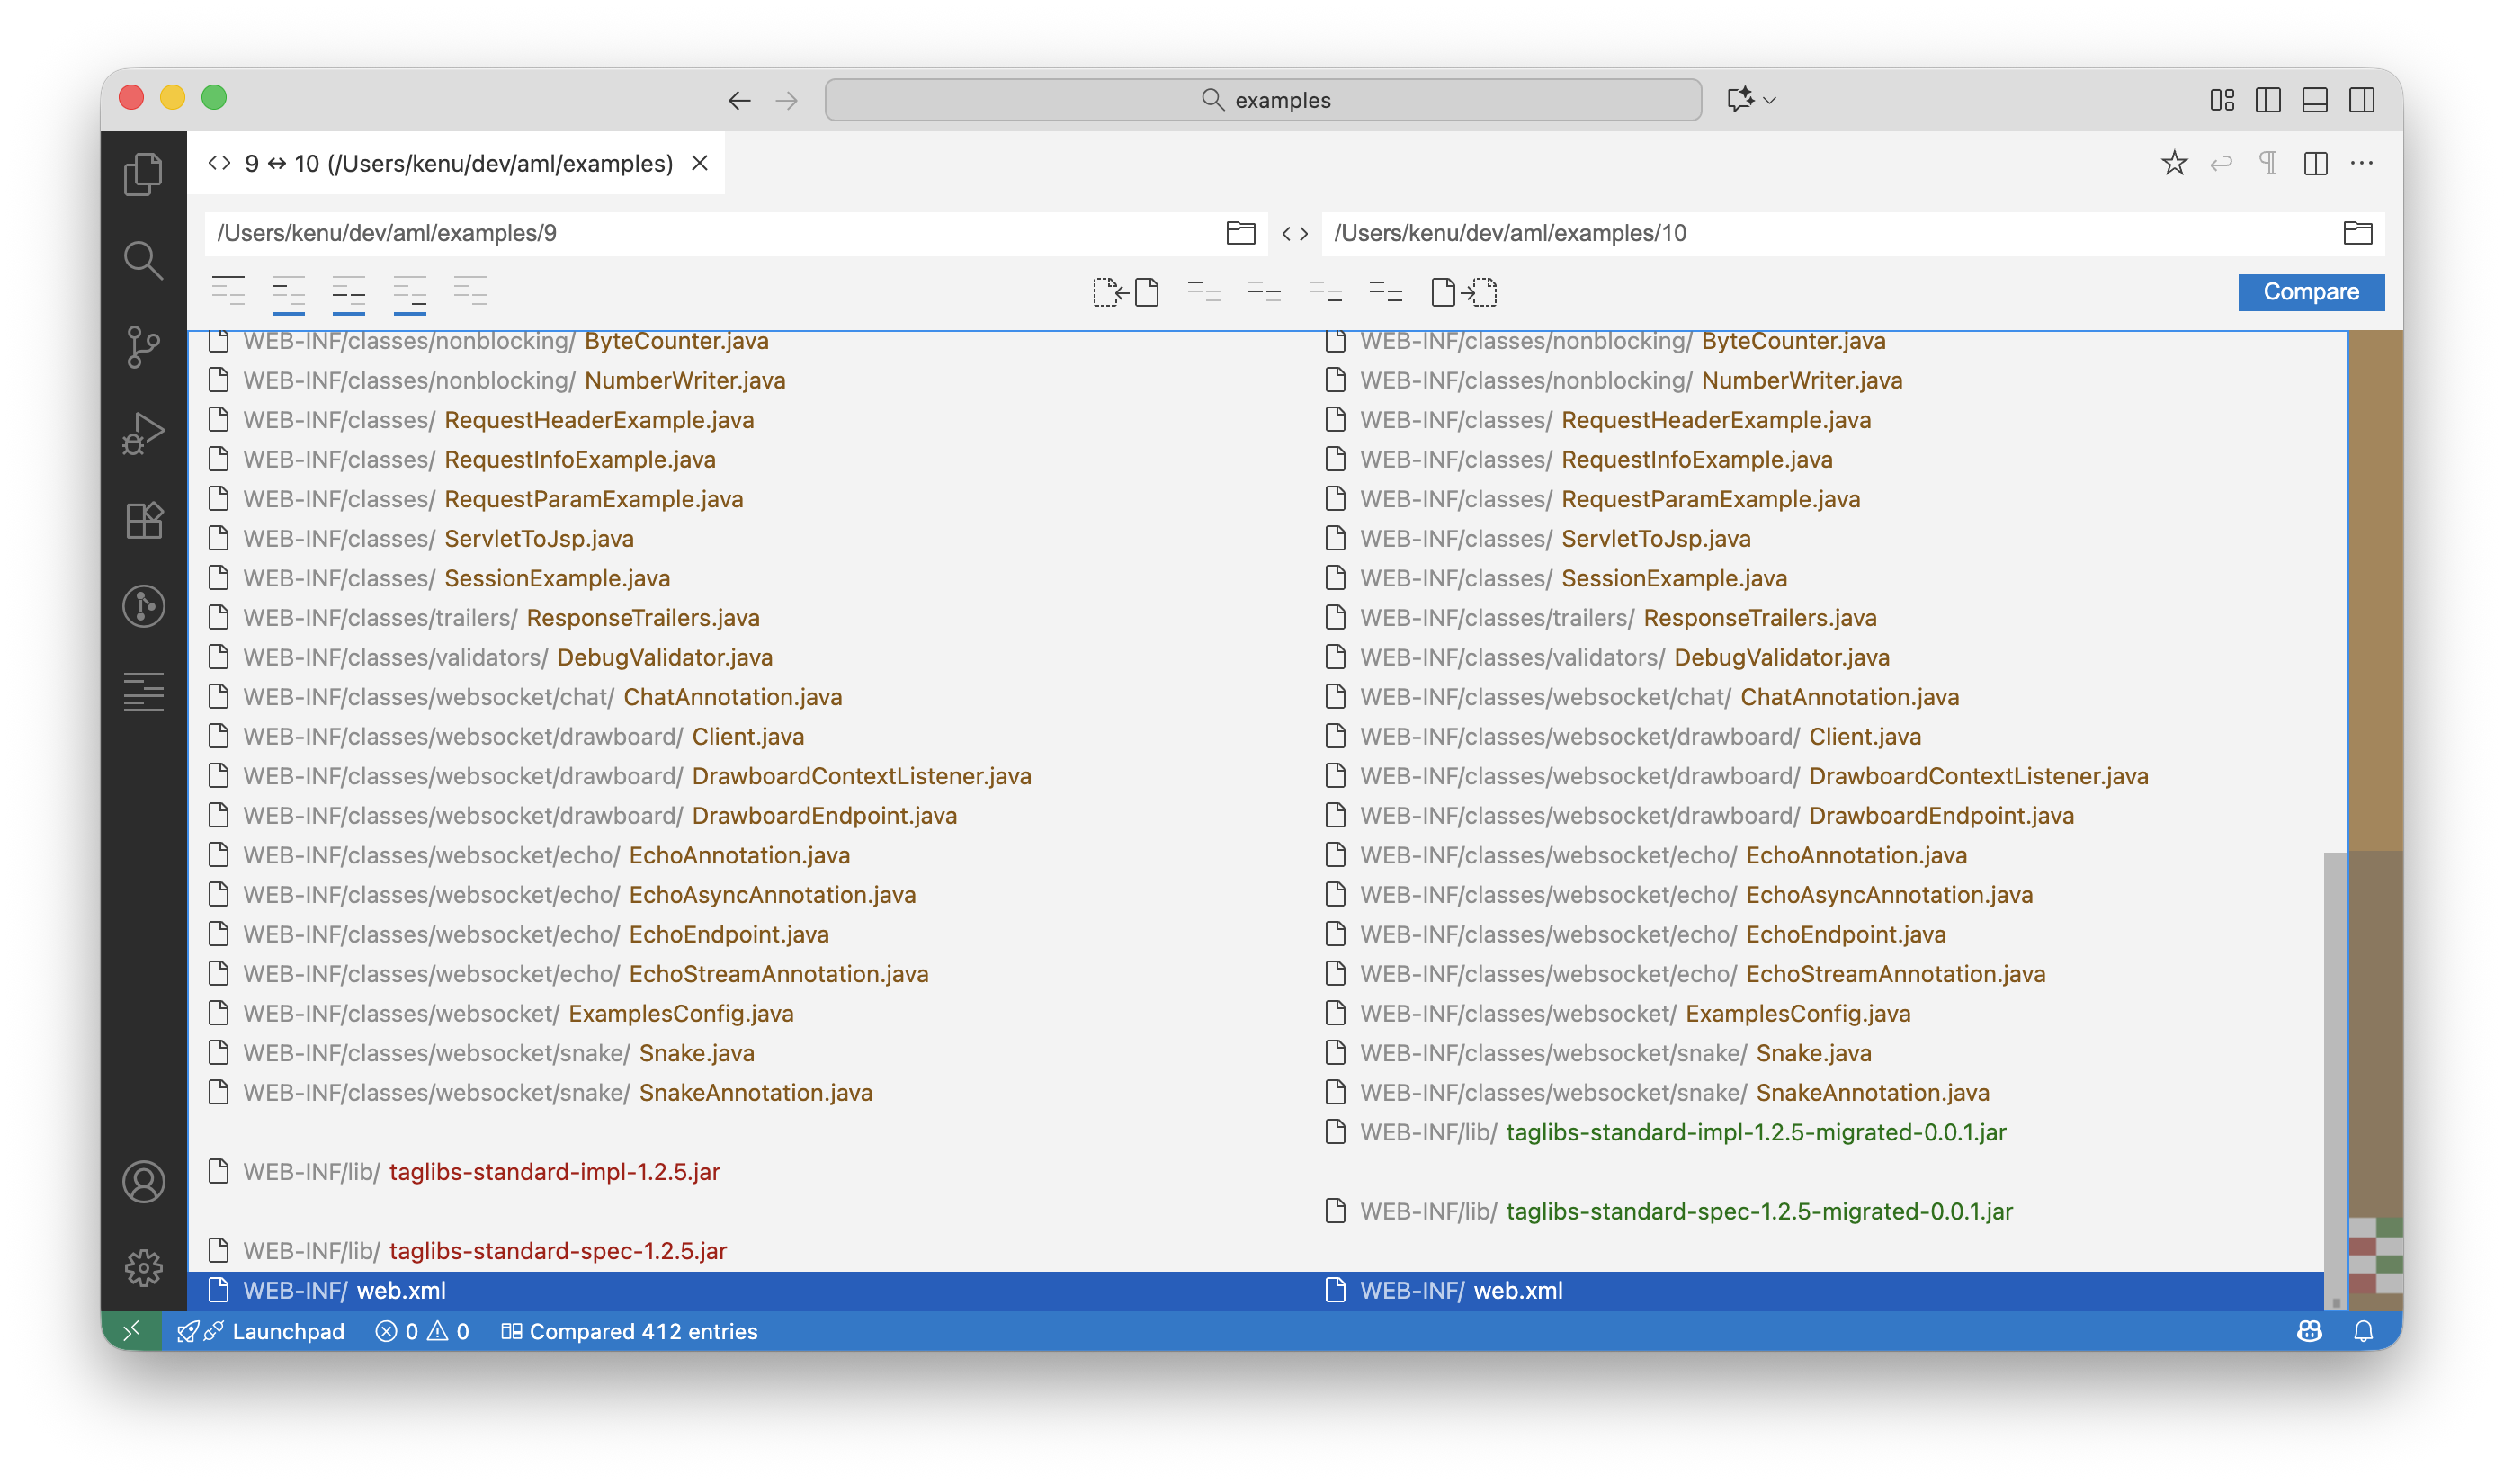 examples
9 ↔ 10 (/Users/kenu/dev/aml/examples)
/Users/kenu/dev/aml/examples/9
/Users/kenu/dev/aml/examples/10
Compare
WEB-INF/classes/nonblocking/ ByteCounter.java WEB-INF/classes/nonblocking/ ByteCounter.java
WEB-INF/classes/nonblocking/ NumberWriter.java WEB-INF/classes/nonblocking/ NumberWriter.java
WEB-INF/classes/ RequestHeaderExample.java WEB-INF/classes/ RequestHeaderExample.java
WEB-INF/classes/ RequestInfoExample.java WEB-INF/classes/ RequestInfoExample.java
WEB-INF/classes/ RequestParamExample.java WEB-INF/classes/ RequestParamExample.java
WEB-INF/classes/ ServletToJsp.java WEB-INF/classes/ ServletToJsp.java
WEB-INF/classes/ SessionExample.java WEB-INF/classes/ SessionExample.java
WEB-INF/classes/trailers/ ResponseTrailers.java WEB-INF/classes/trailers/ ResponseTrailers.java
WEB-INF/classes/validators/ DebugValidator.java WEB-INF/classes/validators/ DebugValidator.java
WEB-INF/classes/websocket/chat/ ChatAnnotation.java WEB-INF/classes/websocket/chat/ ChatAnnotation.java
WEB-INF/classes/websocket/drawboard/ Client.java WEB-INF/classes/websocket/drawboard/ Client.java
WEB-INF/classes/websocket/drawboard/ DrawboardContextListener.java WEB-INF/classes/websocket/drawboard/ DrawboardContextListener.java
WEB-INF/classes/websocket/drawboard/ DrawboardEndpoint.java WEB-INF/classes/websocket/drawboard/ DrawboardEndpoint.java
WEB-INF/classes/websocket/echo/ EchoAnnotation.java WEB-INF/classes/websocket/echo/ EchoAnnotation.java
WEB-INF/classes/websocket/echo/ EchoAsyncAnnotation.java WEB-INF/classes/websocket/echo/ EchoAsyncAnnotation.java
WEB-INF/classes/websocket/echo/ EchoEndpoint.java WEB-INF/classes/websocket/echo/ EchoEndpoint.java
WEB-INF/classes/websocket/echo/ EchoStreamAnnotation.java WEB-INF/classes/websocket/echo/ EchoStreamAnnotation.java
WEB-INF/classes/websocket/ ExamplesConfig.java WEB-INF/classes/websocket/ ExamplesConfig.java
WEB-INF/classes/websocket/snake/ Snake.java WEB-INF/classes/websocket/snake/ Snake.java
WEB-INF/classes/websocket/snake/ SnakeAnnotation.java WEB-INF/classes/websocket/snake/ SnakeAnnotation.java
WEB-INF/lib/ taglibs-standard-impl-1.2.5-migrated-0.0.1.jar
WEB-INF/lib/ taglibs-standard-impl-1.2.5.jar
WEB-INF/lib/ taglibs-standard-spec-1.2.5-migrated-0.0.1.jar
WEB-INF/lib/ taglibs-standard-spec-1.2.5.jar
WEB-INF/ web.xml WEB-INF/ web.xml
Launchpad 0 0 Compared 412 entries